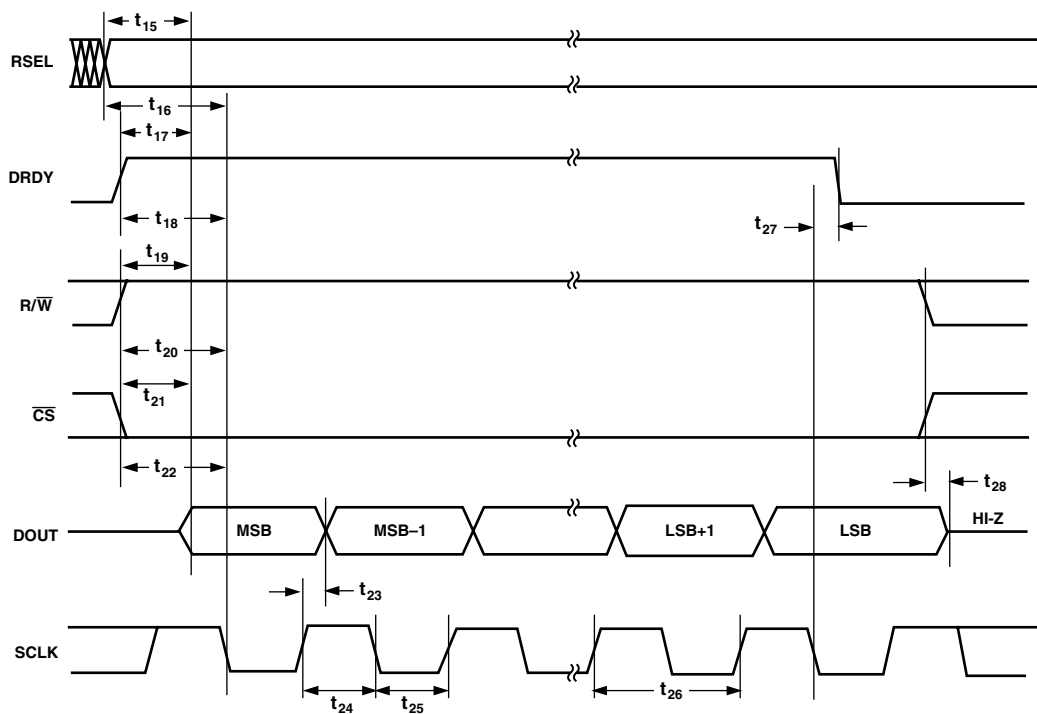 t15
RSEL
t16
t17
DRDY
t18
t27
t19
R/W̅
t20
t21
C̅S̅
t22
t28
DOUT
MSB
MSB–1
LSB+1
LSB
HI-Z
t23
SCLK
t24
t25
t26